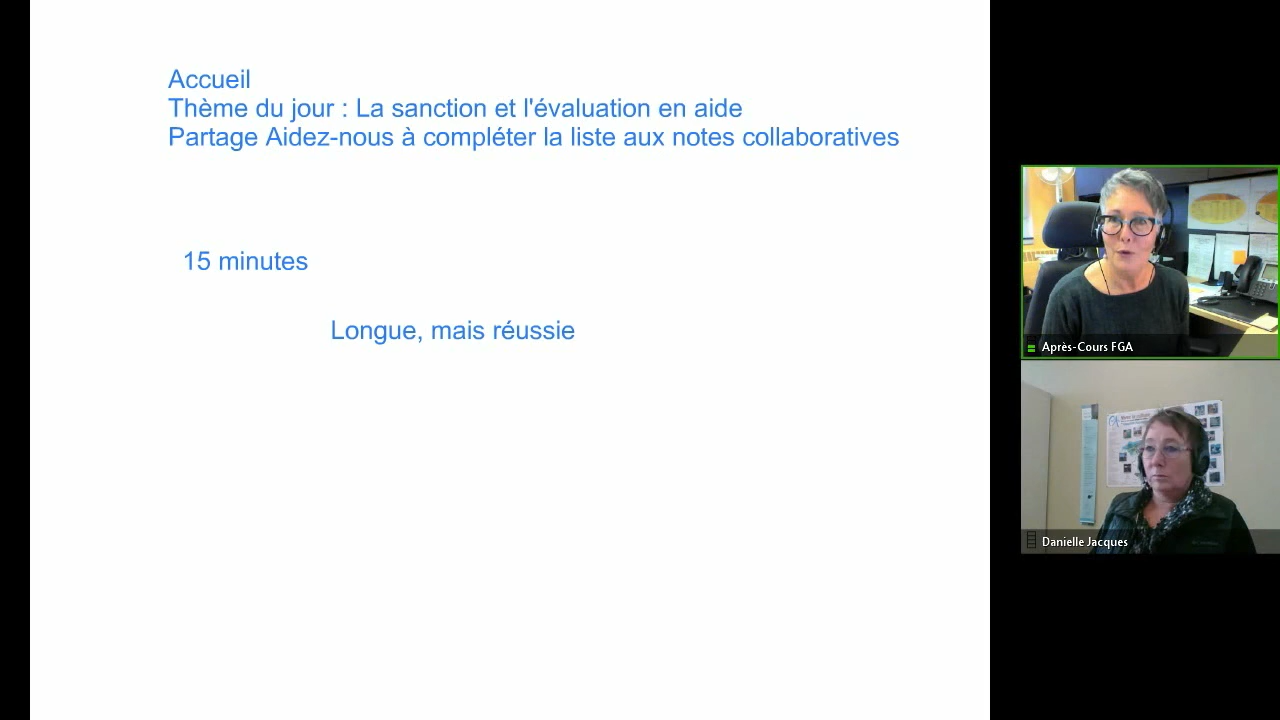 Accueil
Thème du jour : La sanction et l'évaluation en aide
Partage Aidez-nous à compléter la liste aux notes collaboratives
15 minutes
Longue, mais réussie
Après-Cours FGA
Danielle Jacques